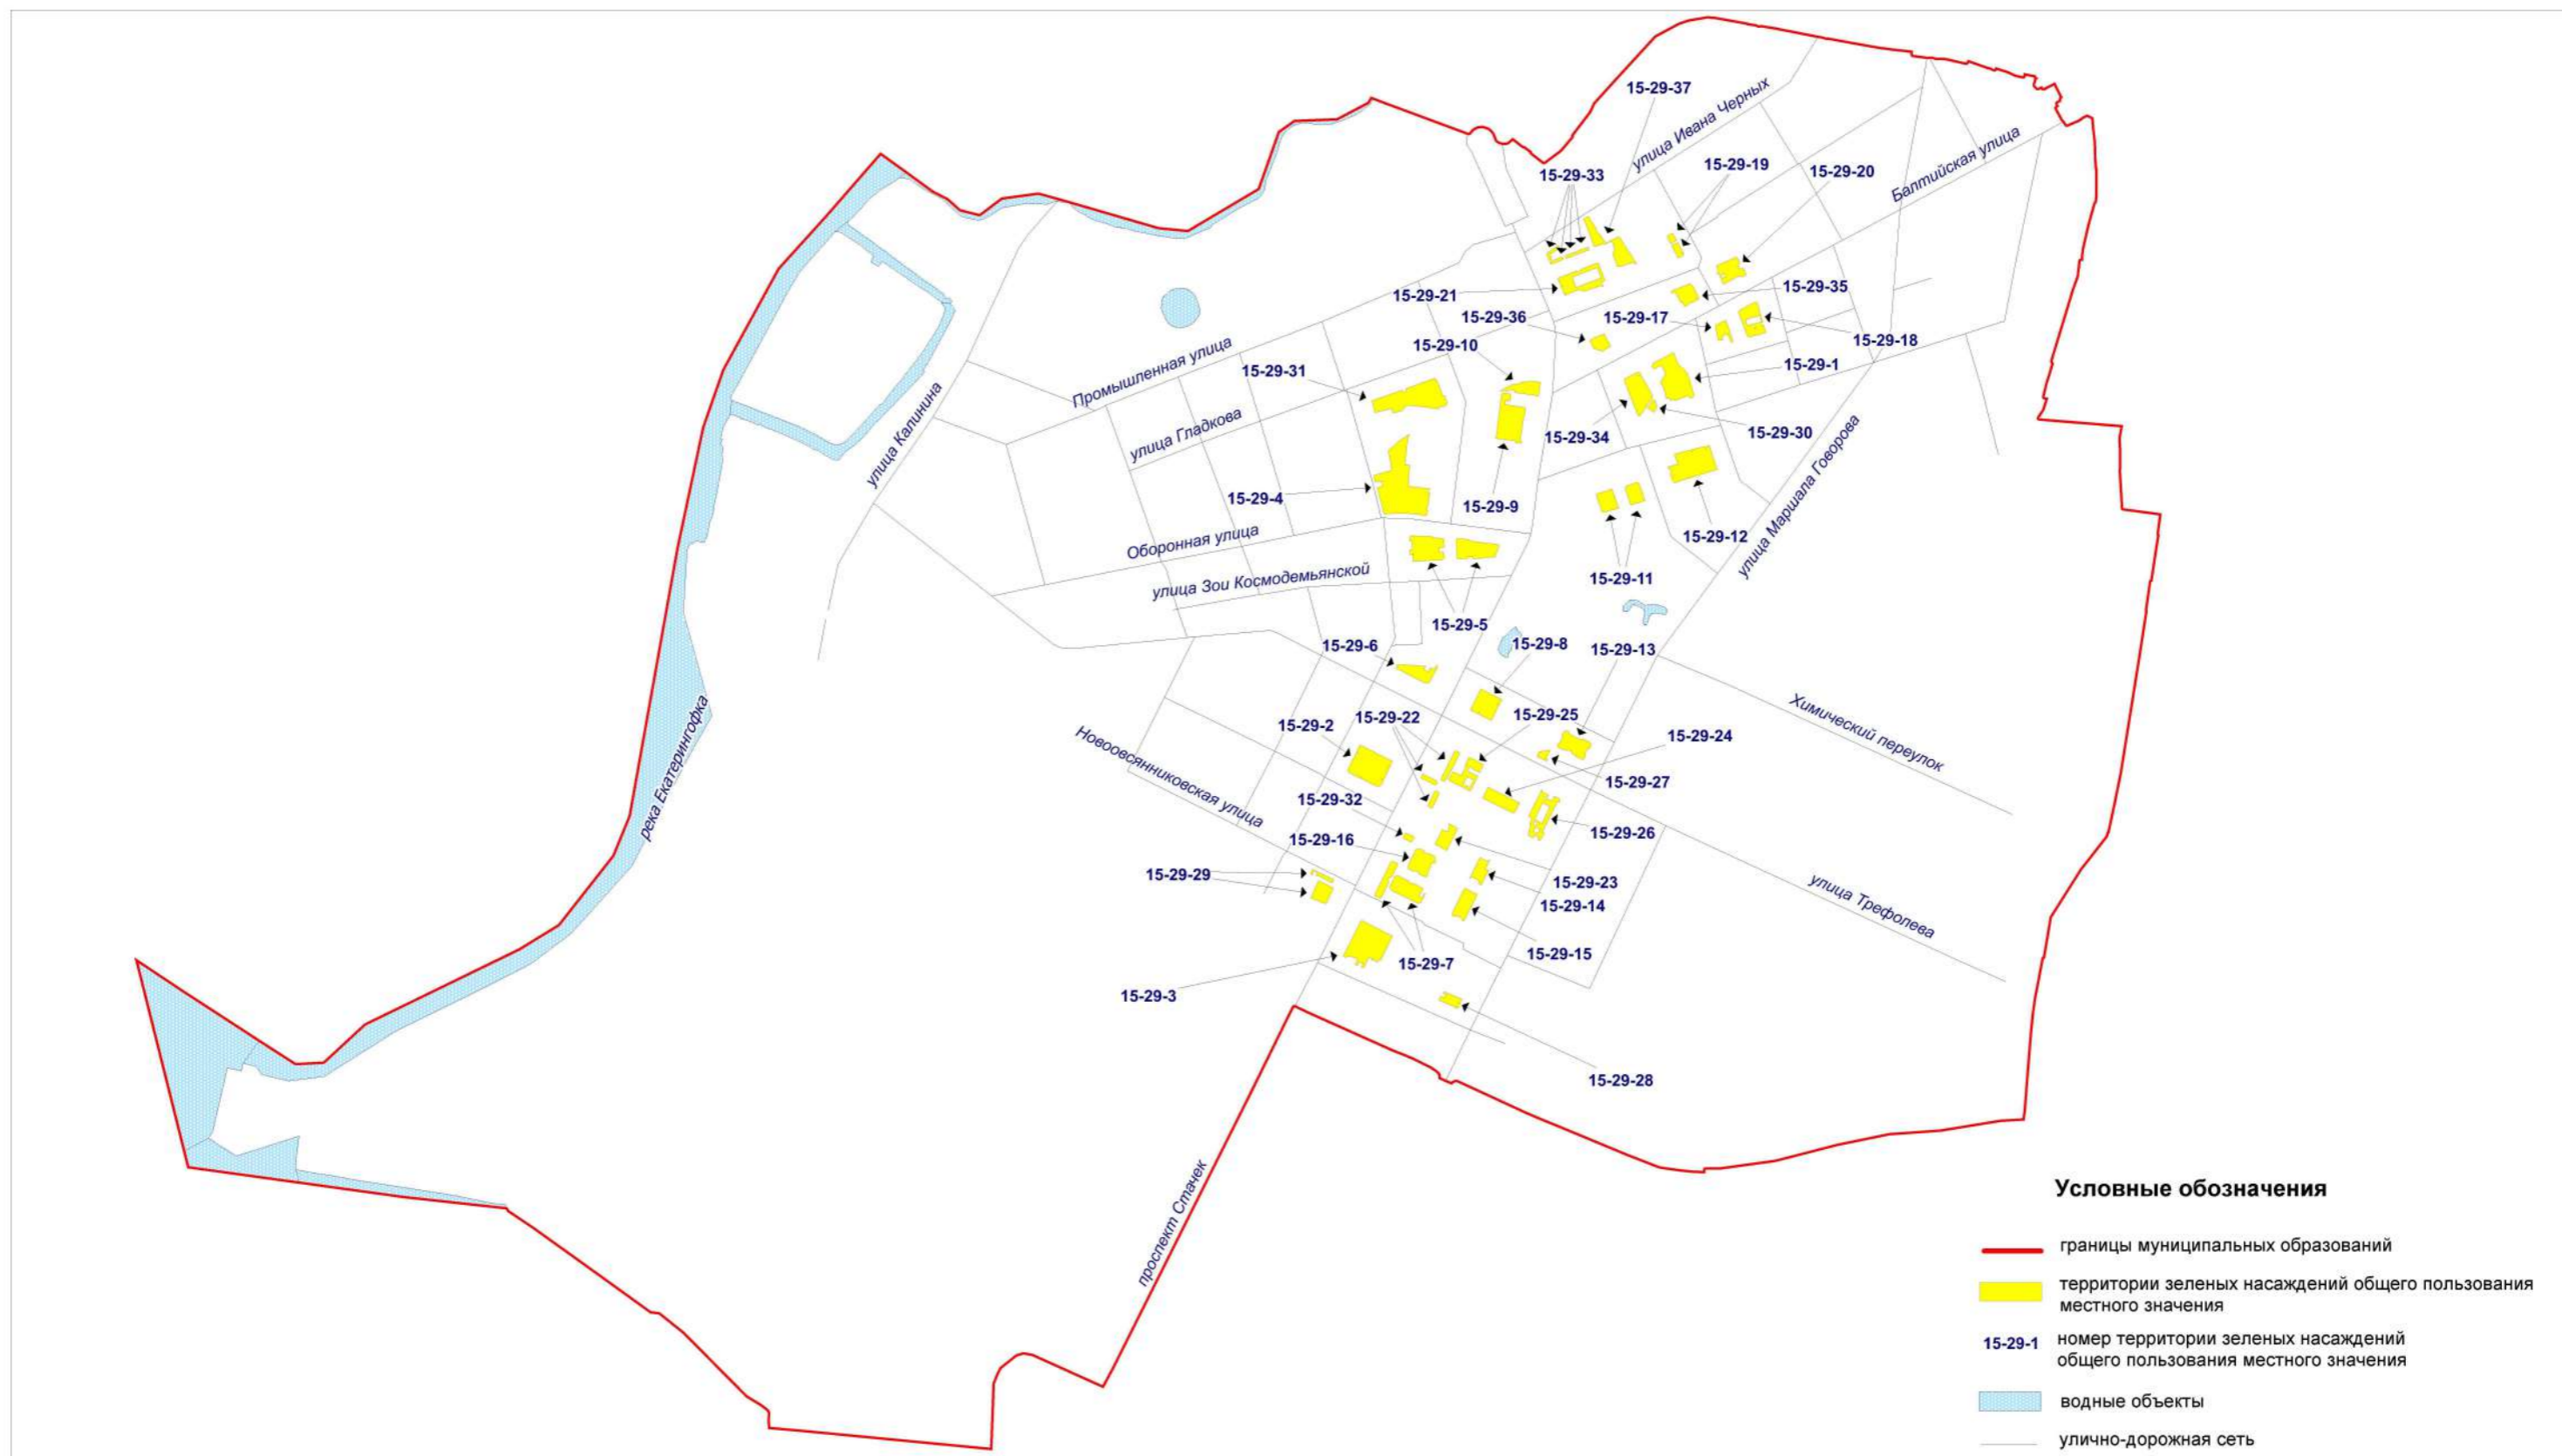 15-29-37
улица Ивана Черных
15-29-33
15-29-19
15-29-20
Балтийская улица
15-29-21
15-29-35
15-29-36
15-29-17
15-29-18
15-29-10
15-29-1
Промышленная улица
15-29-31
улица Калинина
улица Гладкова
15-29-34
15-29-30
15-29-4
15-29-9
улица Маршала Говорова
15-29-12
Оборонная улица
15-29-11
улица Зои Космодемьянской
15-29-5
15-29-6
15-29-8
15-29-13
река Екатерингофка
Химический переулок
15-29-2
15-29-22
15-29-25
15-29-24
Новоовсянниковская улица
15-29-27
15-29-32
15-29-26
15-29-16
15-29-29
15-29-23
15-29-14
улица Трефолева
15-29-15
15-29-7
15-29-3
15-29-28
проспект Стачек
Условные обозначения
границы муниципальных образований
территории зеленых насаждений общего пользования
местного значения
15-29-1 номер территории зеленых насаждений
общего пользования местного значения
водные объекты
улично-дорожная сеть